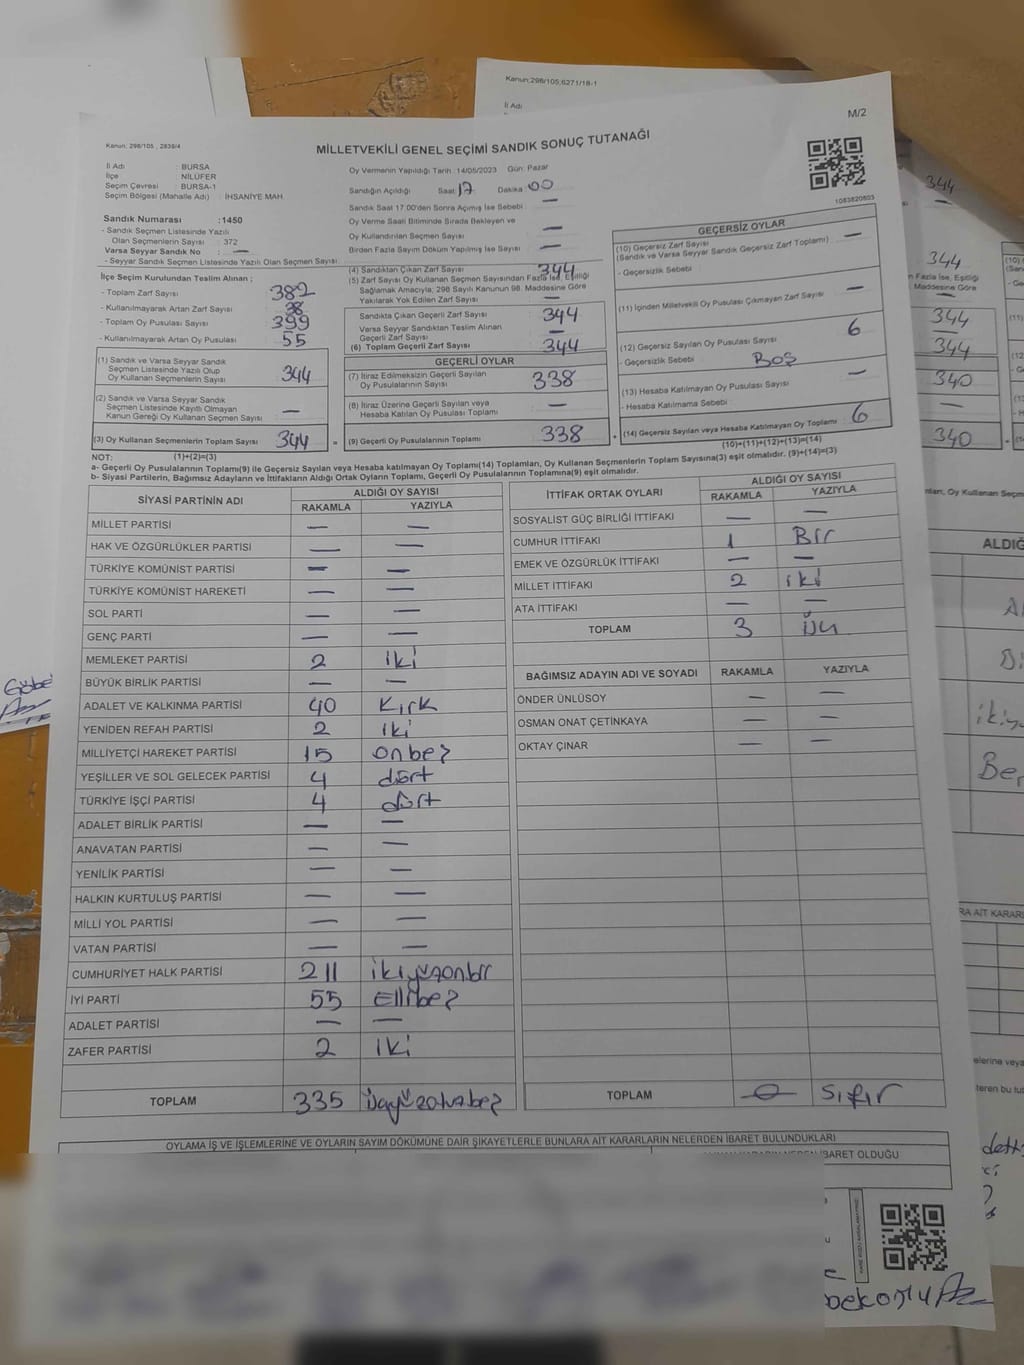 Kanun;298/105;6271/18-1
İl Adı
M/2
Kanun; 298/105 , 2839/4
MİLLETVEKİLİ GENEL SEÇİMİ SANDIK SONUÇ TUTANAĞI
1083820803
İl Adı : BURSA
İlçe : NİLÜFER
Seçim Çevresi : BURSA-1
Seçim Bölgesi (Mahalle Adı) : İHSANİYE MAH.
Sandık Numarası :1450
- Sandık Seçmen Listesinde Yazılı
Olan Seçmenlerin Sayısı : 372
Varsa Seyyar Sandık No : —
- Seyyar Sandık Seçmen Listesinde Yazılı Olan Seçmen Sayısı
Oy Vermenin Yapıldığı Tarih :14/05/2023 Gün: Pazar
Sandığın Açıldığı Saat: 17 Dakika: 00
Sandık Saat 17.00'den Sonra Açmış İse Sebebi —
Oy Verme Saati Bitiminde Sırada Bekleyen ve
Oy Kullandırılan Seçmen Sayısı —
Birden Fazla Sayım Döküm Yapılmış İse Sayısı —
İlçe Seçim Kurulundan Teslim Alınan ;
- Toplam Zarf Sayısı 382
- Kullanılmayarak Artan Zarf Sayısı 38
- Toplam Oy Pusulası Sayısı 399
- Kullanılmayarak Artan Oy Pusulası 55
(1) Sandık ve Varsa Seyyar Sandık
Seçmen Listesinde Yazılı Olup
Oy Kullanan Seçmenlerin Sayısı 344
(2) Sandık ve Varsa Seyyar Sandık
Seçmen Listesinde Kayıtlı Olmayan
Kanun Gereği Oy Kullanan Seçmen Sayısı —
(3) Oy Kullanan Seçmenlerin Toplam Sayısı 344
(4) Sandıktan Çıkan Zarf Sayısı 344
(5) Zarf Sayısı Oy Kullanan Seçmen Sayısından Fazla İse, Eşitliği
Sağlamak Amacıyla; 298 Sayılı Kanunun 98. Maddesine Göre
Yakılarak Yok Edilen Zarf Sayısı —
Sandıkta Çıkan Geçerli Zarf Sayısı 344
Varsa Seyyar Sandıktan Teslim Alınan
Geçerli Zarf Sayısı —
(6) Toplam Geçerli Zarf Sayısı 344
GEÇERLİ OYLAR
(7) İtiraz Edilmeksizin Geçerli Sayılan
Oy Pusulalarının Sayısı 338
(8) İtiraz Üzerine Geçerli Sayılan veya
Hesaba Katılan Oy Pusulası Toplamı —
= (9) Geçerli Oy Pusulalarının Toplamı 338
GEÇERSİZ OYLAR
(10) Geçersiz Zarf Sayısı —
(Sandık ve Varsa Seyyar Sandık Geçersiz Zarf Toplamı)
- Geçersizlik Sebebi
(11) İçinden Milletvekili Oy Pusulası Çıkmayan Zarf Sayısı —
(12) Geçersiz Sayılan Oy Pusulası Sayısı 6
- Geçersizlik Sebebi BOŞ
(13) Hesaba Katılmayan Oy Pusulası Sayısı —
- Hesaba Katılmama Sebebi
+ (14) Geçersiz Sayılan veya Hesaba Katılmayan Oy Toplamı 6
NOT: (1)+(2)=(3) (10)+(11)+(12)+(13)=(14)
a- Geçerli Oy Pusulalarının Toplamı(9) ile Geçersiz Sayılan veya Hesaba katılmayan Oy Toplamı(14) Toplamları, Oy Kullanan Seçmenlerin Toplam Sayısına(3) eşit olmalıdır. (9)+(14)=(3)
b- Siyasi Partilerin, Bağımsız Adayların ve İttifakların Aldığı Ortak Oyların Toplamı, Geçerli Oy Pusulalarının Toplamına(9) eşit olmalıdır.
SİYASİ PARTİNİN ADI ALDIĞI OY SAYISI
RAKAMLA YAZIYLA
MİLLET PARTİSİ — —
HAK VE ÖZGÜRLÜKLER PARTİSİ — —
TÜRKİYE KOMÜNİST PARTİSİ — —
TÜRKİYE KOMÜNİST HAREKETİ — —
SOL PARTİ — —
GENÇ PARTİ — —
MEMLEKET PARTİSİ 2 iki
BÜYÜK BİRLİK PARTİSİ — —
ADALET VE KALKINMA PARTİSİ 40 Kırk
YENİDEN REFAH PARTİSİ 2 iki
MİLLİYETÇİ HAREKET PARTİSİ 15 onbeş
YEŞİLLER VE SOL GELECEK PARTİSİ 4 dört
TÜRKİYE İŞÇİ PARTİSİ 4 dört
ADALET BİRLİK PARTİSİ — —
ANAVATAN PARTİSİ — —
YENİLİK PARTİSİ — —
HALKIN KURTULUŞ PARTİSİ — —
MİLLİ YOL PARTİSİ — —
VATAN PARTİSİ — —
CUMHURİYET HALK PARTİSİ 211 ikiyüzonbir
İYİ PARTİ 55 Ellibeş
ADALET PARTİSİ — —
ZAFER PARTİSİ 2 iki
TOPLAM 335 üçyüzotuzbeş
İTTİFAK ORTAK OYLARI ALDIĞI OY SAYISI
RAKAMLA YAZIYLA
SOSYALİST GÜÇ BİRLİĞİ İTTİFAKI — —
CUMHUR İTTİFAKI 1 Bir
EMEK VE ÖZGÜRLÜK İTTİFAKI — —
MİLLET İTTİFAKI 2 iki
ATA İTTİFAKI — —
TOPLAM 3 Üç
BAĞIMSIZ ADAYIN ADI VE SOYADI RAKAMLA YAZIYLA
ÖNDER ÜNLÜSOY — —
OSMAN ONAT ÇETİNKAYA — —
OKTAY ÇINAR — —
TOPLAM 0 Sıfır
OYLAMA İŞ VE İŞLEMLERİNE VE OYLARIN SAYIM DÖKÜMÜNE DAİR ŞİKAYETLERLE BUNLARA AİT KARARLARIN NELERDEN İBARET BULUNDUKLARI
İBARET OLDUĞU
344
344
Fazla İse, Eşitliği
Maddesine Göre
344
344
340
—
340
ALDIĞ
RA AİT KARARL